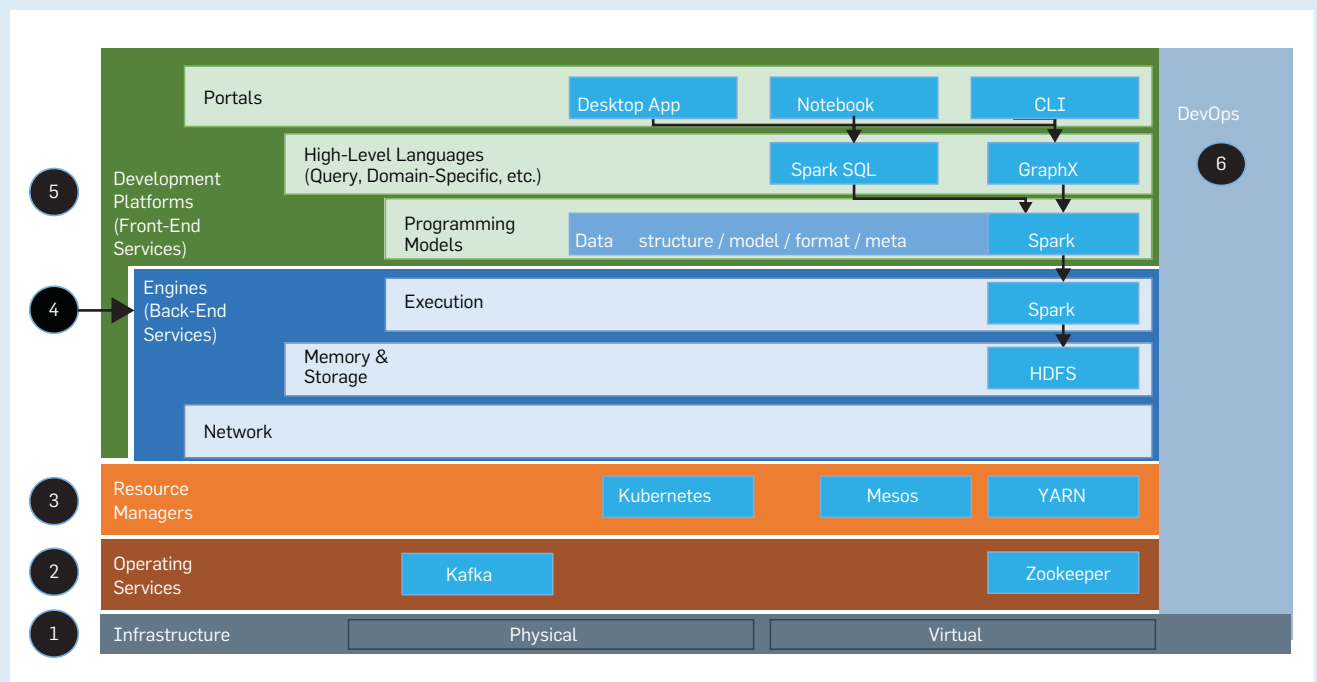 Portals
Desktop App
Notebook
CLI
DevOps
6
High-Level Languages
(Query, Domain-Specific, etc.)
Spark SQL
GraphX
5
Development
Platforms
(Front-End
Services)
Programming
Models
Data structure / model / format / meta
Spark
4
Engines
(Back-End
Services)
Execution
Spark
Memory &
Storage
HDFS
Network
3
Resource
Managers
Kubernetes
Mesos
YARN
2
Operating
Services
Kafka
Zookeeper
1
Infrastructure
Physical
Virtual